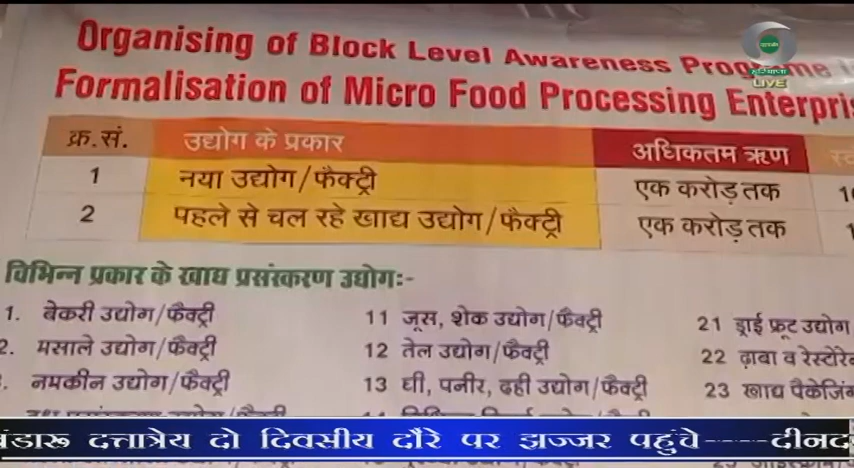 Organising of Block Level Awareness Programme
Formalisation of Micro Food Processing
हरियाणा
LIVE
क्र.सं. उद्योग के प्रकार अधिकतम ऋण
1 नया उद्योग/फैक्ट्री एक करोड़ तक
2 पहले से चल रहे खाद्य उद्योग/फैक्ट्री एक करोड़ तक
विभिन्न प्रकार के खाद्य प्रसंस्करण उद्योगः-
1. बेकरी उद्योग/फैक्ट्री 11 जूस, शेक उद्योग/फैक्ट्री 21 ड्राई फ्रूट उद्योग
2. मसाले उद्योग/फैक्ट्री 12 तेल उद्योग/फैक्ट्री 22 ढ़ाबा व
. नमकीन उद्योग/फैक्ट्री 13 घी, पनीर, दही उद्योग/फैक्ट्री 23 खाद्य
दत्तात्रेय दो दिवसीय दौरे पर झज्जर पहुंचे----